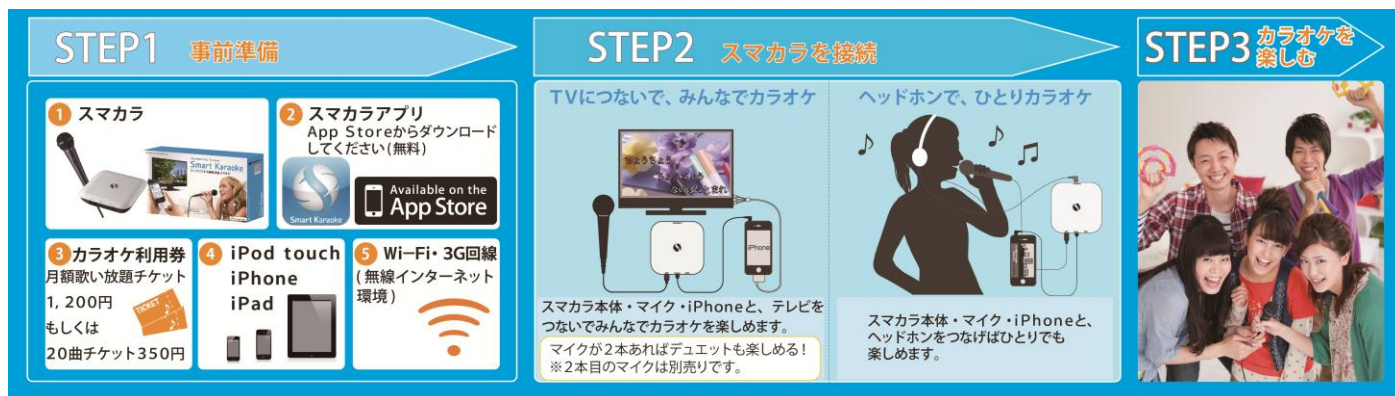 STEP1 事前準備
1 スマカラ
Smart Karaoke
2 スマカラアプリ
App Storeからダウンロード
してください(無料)
Smart Karaoke
Available on the
App Store
3 カラオケ利用券
月額歌い放題チケット
1,200円
もしくは
20曲チケット350円
TICKET
4 iPod touch
iPhone
iPad
5 Wi-Fi・3G回線
(無線インターネット
環境)
STEP2 スマカラを接続
TVにつないで、みんなでカラオケ
ちょうちょう
ちょうちょう
iPhone
スマカラ本体・マイク・iPhoneと、テレビを
つないでみんなでカラオケを楽しめます。
マイクが2本あればデュエットも楽しめる!
※2本目のマイクは別売りです。
ヘッドホンで、ひとりカラオケ
スマカラ本体・マイク・iPhoneと、
ヘッドホンをつなげばひとりでも
楽しめます。
STEP3 カラオケを
楽しむ